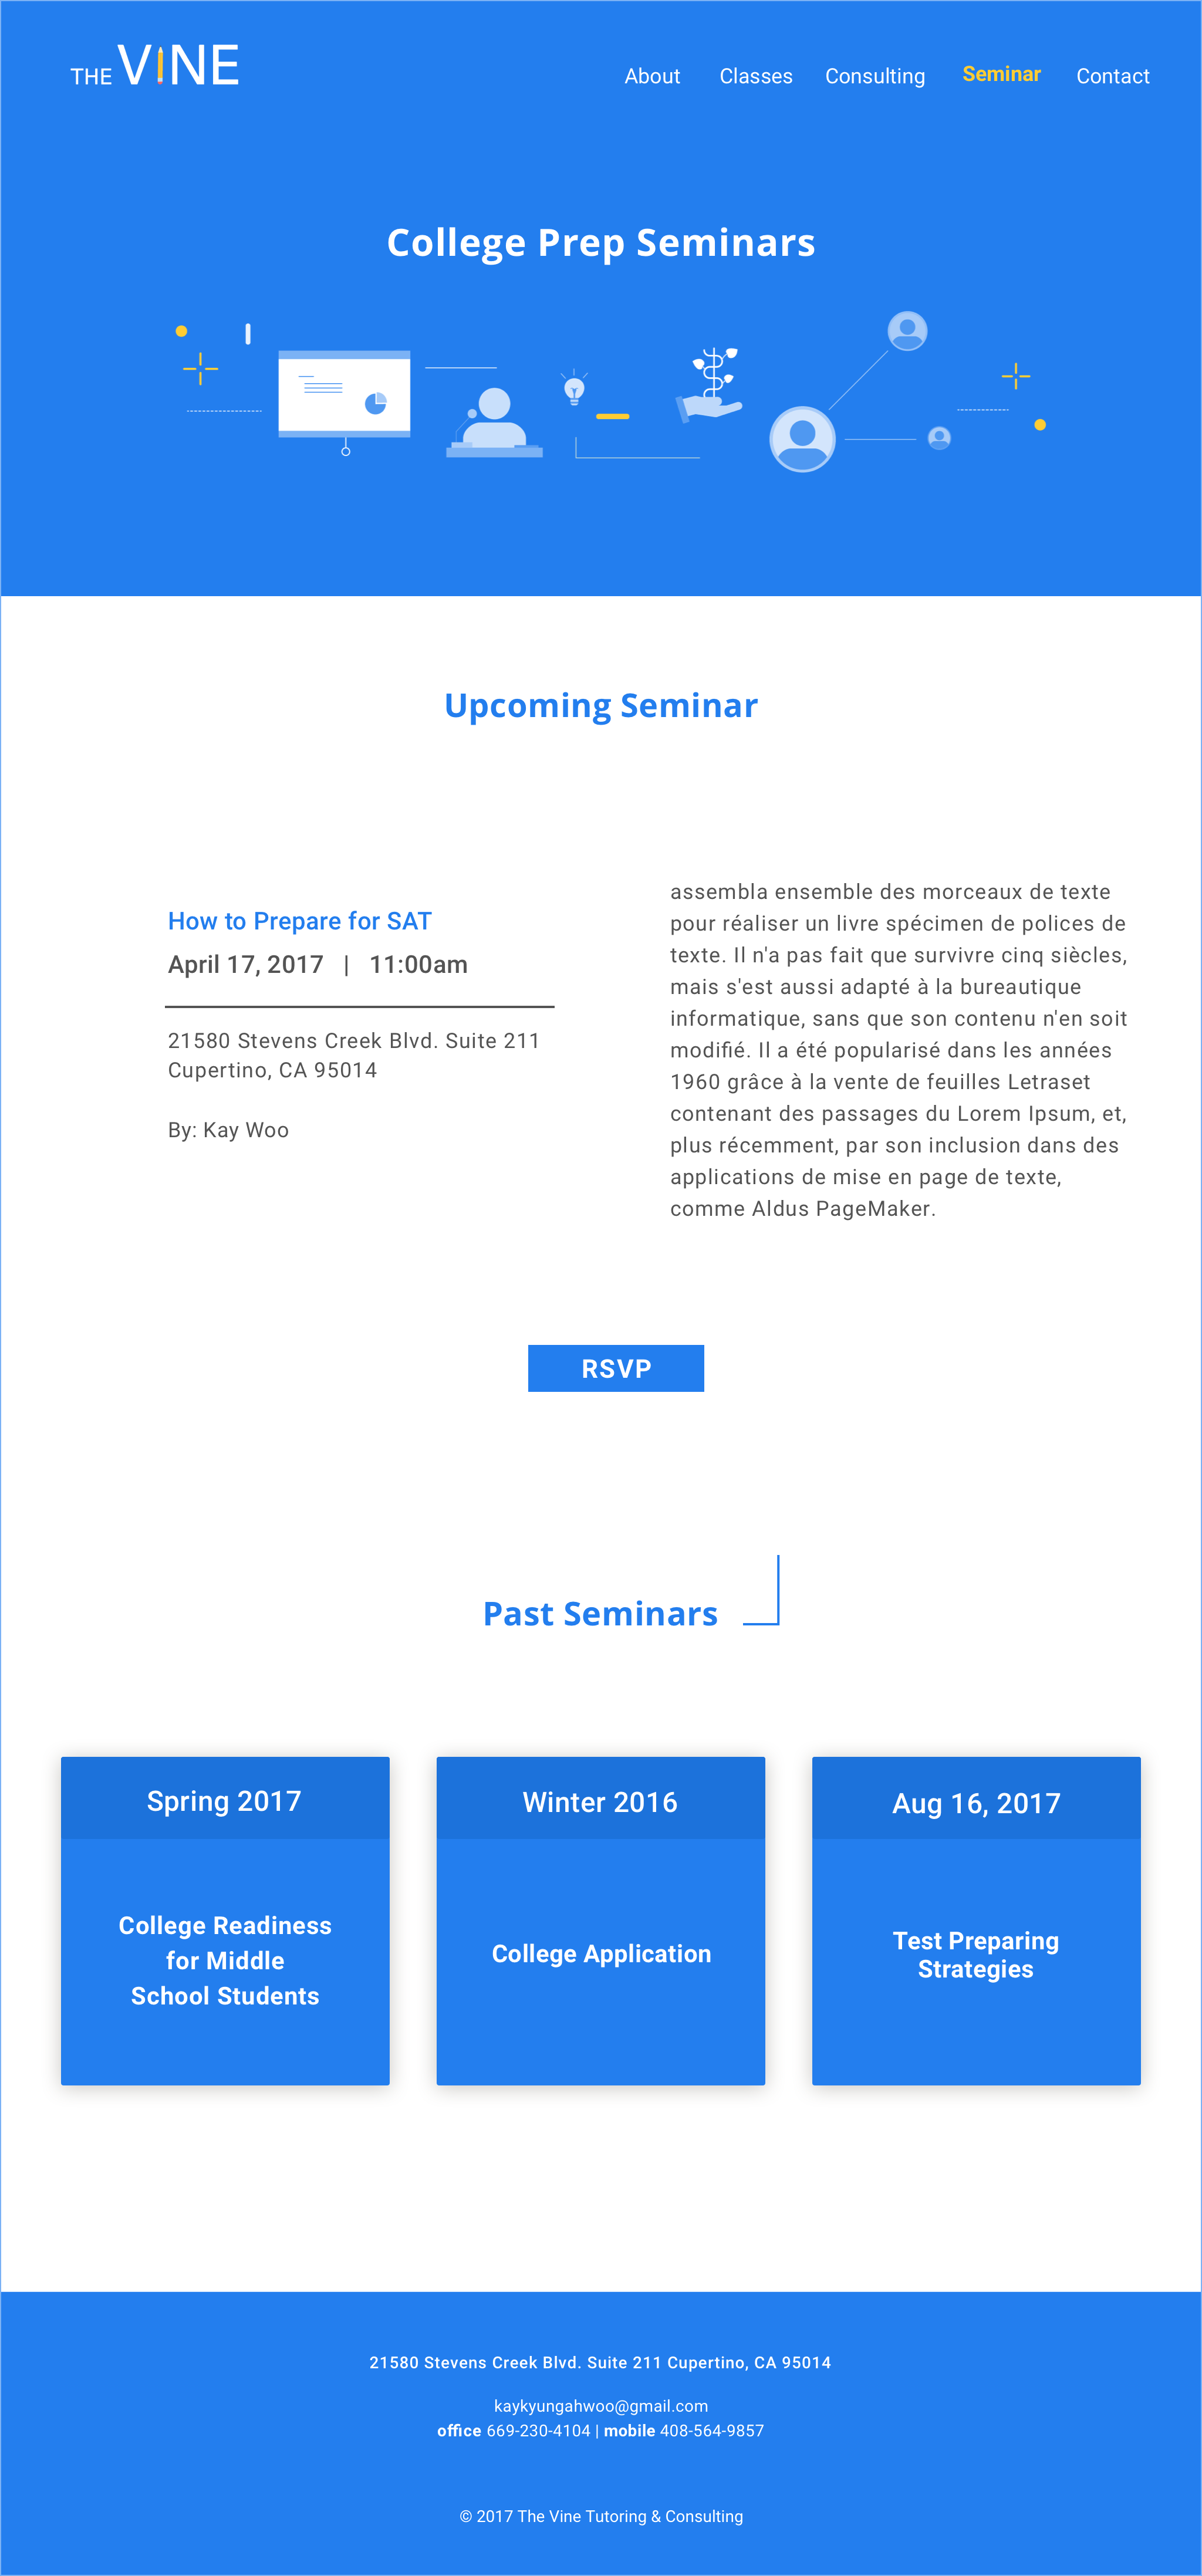 THE VINE
About Classes Consulting Seminar Contact
College Prep Seminars
Upcoming Seminar
How to Prepare for SAT
April 17, 2017 | 11:00am
21580 Stevens Creek Blvd. Suite 211
Cupertino, CA 95014
By: Kay Woo
assembla ensemble des morceaux de texte
pour réaliser un livre spécimen de polices de
texte. Il n'a pas fait que survivre cinq siècles,
mais s'est aussi adapté à la bureautique
informatique, sans que son contenu n'en soit
modifié. Il a été popularisé dans les années
1960 grâce à la vente de feuilles Letraset
contenant des passages du Lorem Ipsum, et,
plus récemment, par son inclusion dans des
applications de mise en page de texte,
comme Aldus PageMaker.
RSVP
Past Seminars
Spring 2017
College Readiness
for Middle
School Students
Winter 2016
College Application
Aug 16, 2017
Test Preparing
Strategies
21580 Stevens Creek Blvd. Suite 211 Cupertino, CA 95014
kaykyungahwoo@gmail.com
office 669-230-4104 | mobile 408-564-9857
© 2017 The Vine Tutoring & Consulting